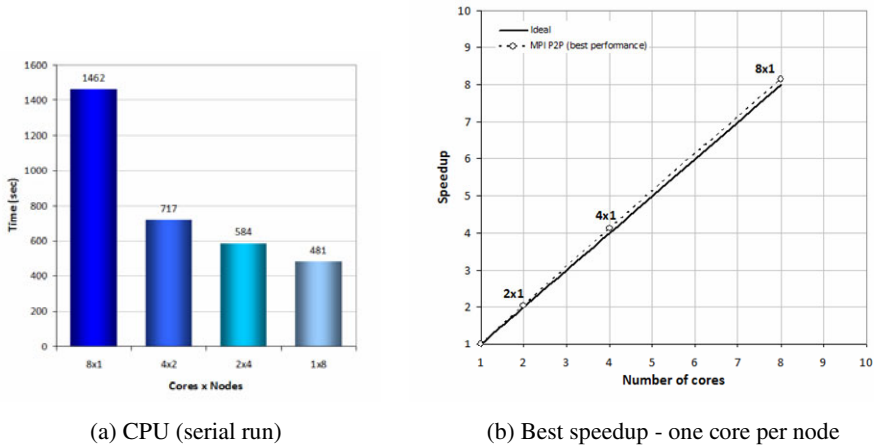 1600
1400
1200
1000
800
600
400
200
0
Time (sec)
1462
717
584
481
8x1
4x2
2x4
1x8
Cores x Nodes
(a) CPU (serial run)
10
9
8
7
6
5
4
3
2
1
Speedup
Ideal
MPI P2P (best performance)
8x1
4x1
2x1
1
2
3
4
5
6
7
8
9
10
Number of cores
(b) Best speedup - one core per node